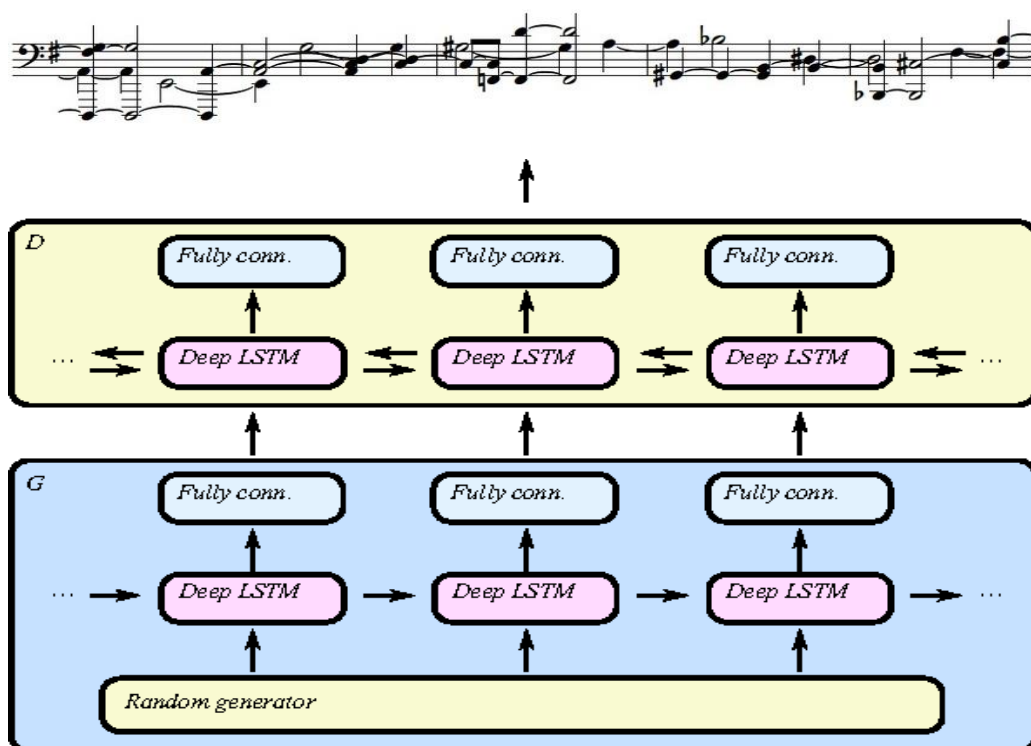 D
Fully conn. Fully conn. Fully conn.
... Deep LSTM Deep LSTM Deep LSTM ...
G
Fully conn. Fully conn. Fully conn.
... Deep LSTM Deep LSTM Deep LSTM ...
Random generator